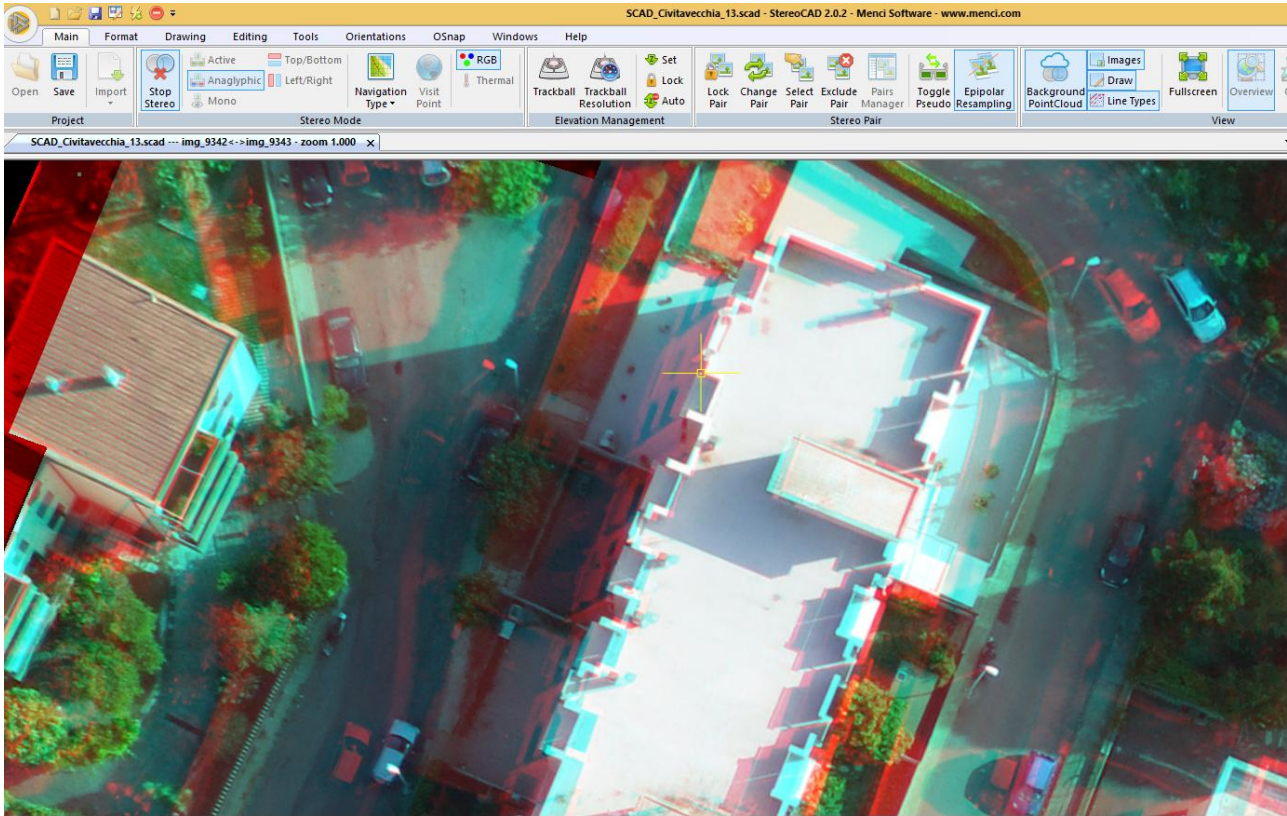 SCAD_Civitavecchia_13.scad - StereoCAD 2.0.2 - Menci Software - www.menci.com
Main Format Drawing Editing Tools Orientations OSnap Windows Help
Open Save Import
Project
Stop Stereo
Active
Anaglyphic
Mono
Top/Bottom
Left/Right
Navigation Type
Visit Point
RGB
Thermal
Stereo Mode
Trackball
Trackball Resolution
Set
Lock
Auto
Elevation Management
Lock Pair
Change Pair
Select Pair
Exclude Pair
Pairs Manager
Toggle Pseudo
Epipolar Resampling
Stereo Pair
Background PointCloud
Images
Draw
Line Types
Fullscreen
Overview
View
SCAD_Civitavecchia_13.scad --- img_9342<->img_9343 - zoom 1.000 x